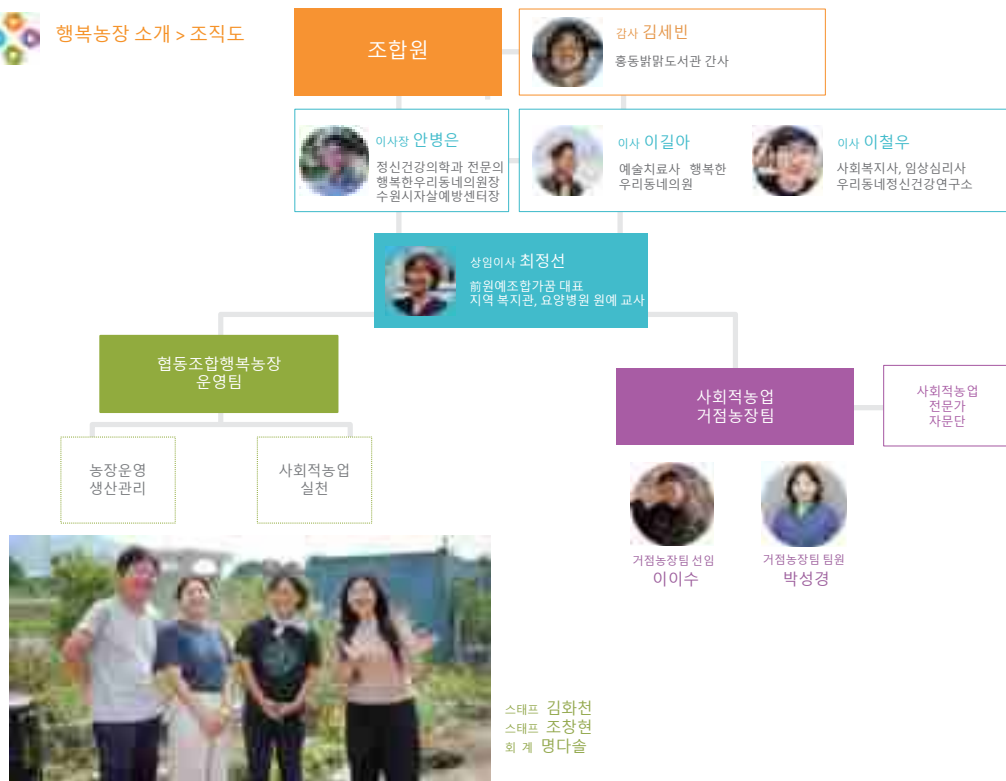 행복농장 소개 > 조직도
조합원
감사 김세빈
홍동밝맑도서관 간사
이사장 안병은
정신건강의학과 전문의
행복한우리동네의원장
수원시자살예방센터장
이사 이길아
예술치료사 행복한
우리동네의원
이사 이철우
사회복지사, 임상심리사
우리동네정신건강연구소
상임이사 최정선
前원예조합가꿈 대표
지역 복지관, 요양병원 원예 교사
협동조합행복농장
운영팀
농장운영
생산관리
사회적농업
실천
사회적농업
거점농장팀
사회적농업
전문가
자문단
거점농장팀 선임
이이수
거점농장팀 팀원
박성경
스태프 김화천
스태프 조창현
회 계 명다솔